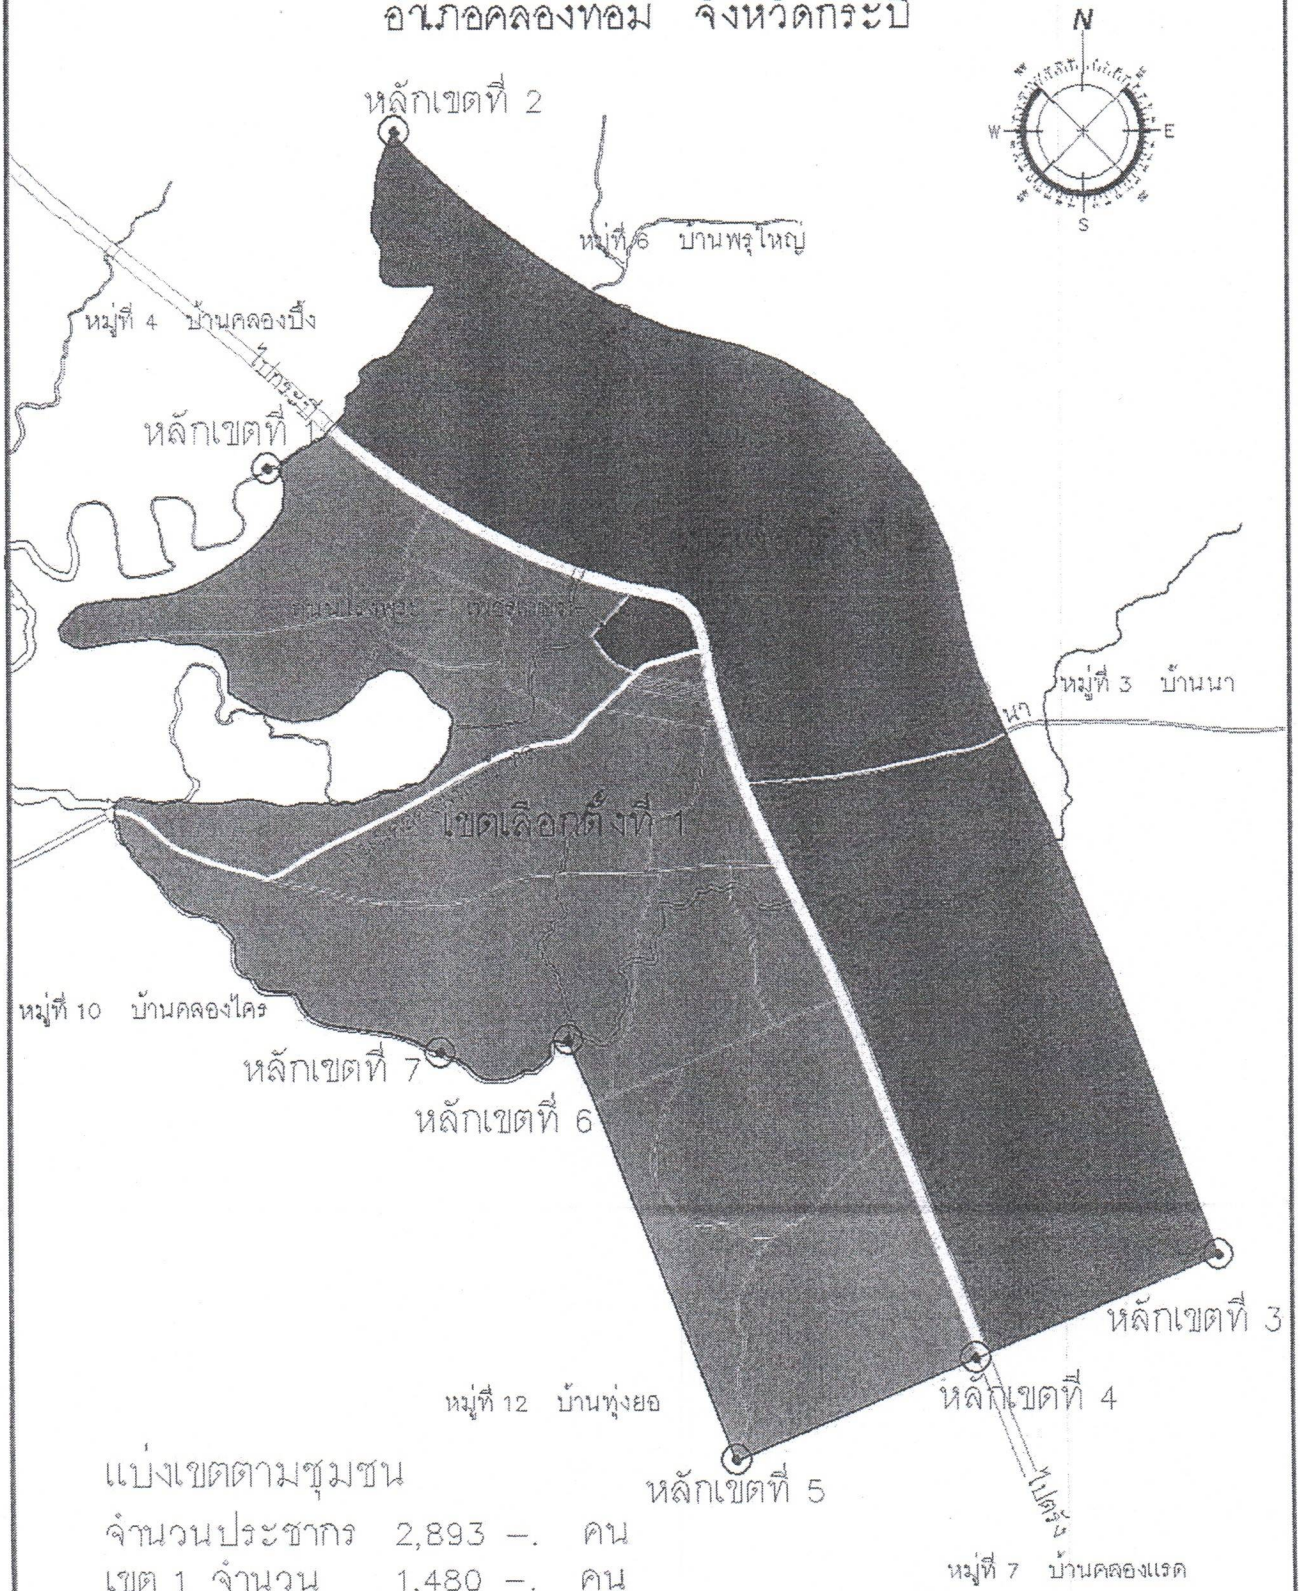 อำเภอคลองท่อม จังหวัดกระบี่
N
หลักเขตที่ 2
W
E
S
หมู่ที่ 6 บ้านพรุใหญ่
หมู่ที่ 4 บ้านคลองปิ้ง
ไปกระบี่
หลักเขตที่ 1
หมู่ที่ 3 บ้านนา
นา
เขตเลือกตั้งที่ 1
หมู่ที่ 10 บ้านคลองไคร
หลักเขตที่ 7
หลักเขตที่ 6
หลักเขตที่ 3
หลักเขตที่ 4
หมู่ที่ 12 บ้านทุ่งยอ
หลักเขตที่ 5
แบ่งเขตตามชุมชน
ไปตรัง
จำนวนประชากร 2,893 -. คน
เขต 1 จำนวน 1,480 -. คน
หมู่ที่ 7 บ้านคลองแรด